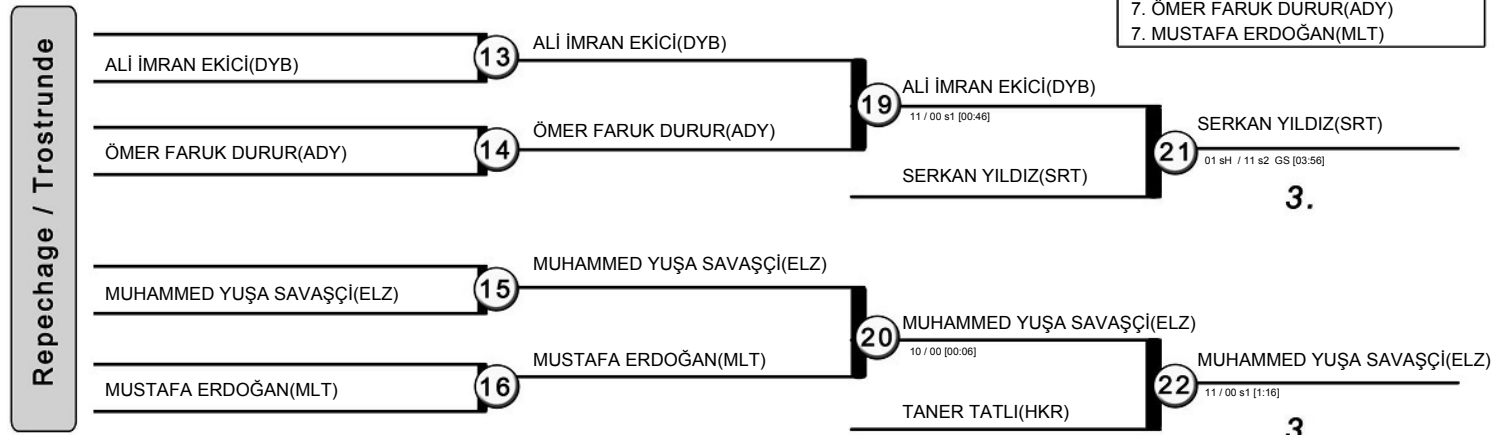 7. ÖMER FARUK DURUR(ADY)
7. MUSTAFA ERDOĞAN(MLT)
Repechage / Trostrunde
ALİ İMRAN EKİCİ(DYB)
13
ALİ İMRAN EKİCİ(DYB)
ÖMER FARUK DURUR(ADY)
14
ÖMER FARUK DURUR(ADY)
19
ALİ İMRAN EKİCİ(DYB)
11 / 00 s1 [00:46]
SERKAN YILDIZ(SRT)
21
SERKAN YILDIZ(SRT)
01 sH / 11 s2 GS [03:56]
3.
MUHAMMED YUŞA SAVAŞÇİ(ELZ)
15
MUHAMMED YUŞA SAVAŞÇİ(ELZ)
MUSTAFA ERDOĞAN(MLT)
16
MUSTAFA ERDOĞAN(MLT)
20
MUHAMMED YUŞA SAVAŞÇİ(ELZ)
10 / 00 [00:06]
TANER TATLI(HKR)
22
MUHAMMED YUŞA SAVAŞÇİ(ELZ)
11 / 00 s1 [1:16]
3